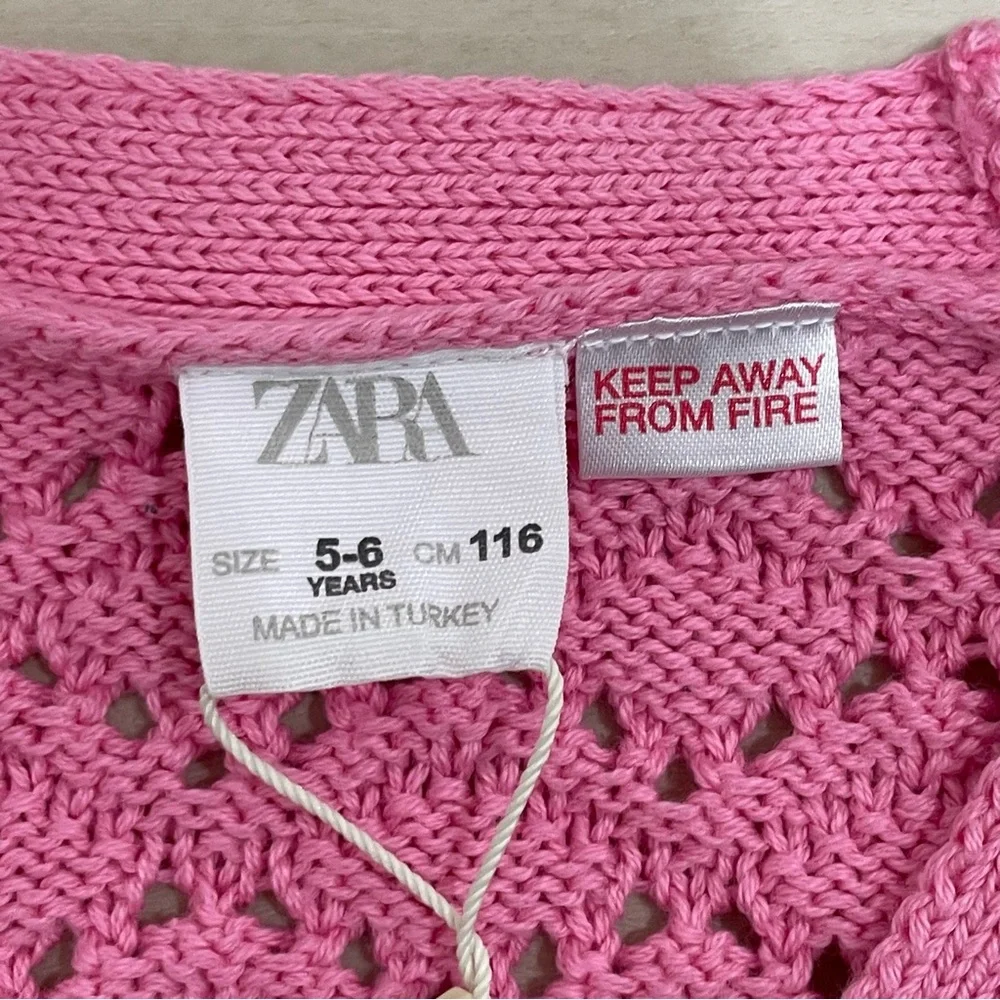 ZARA
SIZE 5-6 YEARS CM 116
MADE IN TURKEY
KEEP AWAY
FROM FIRE